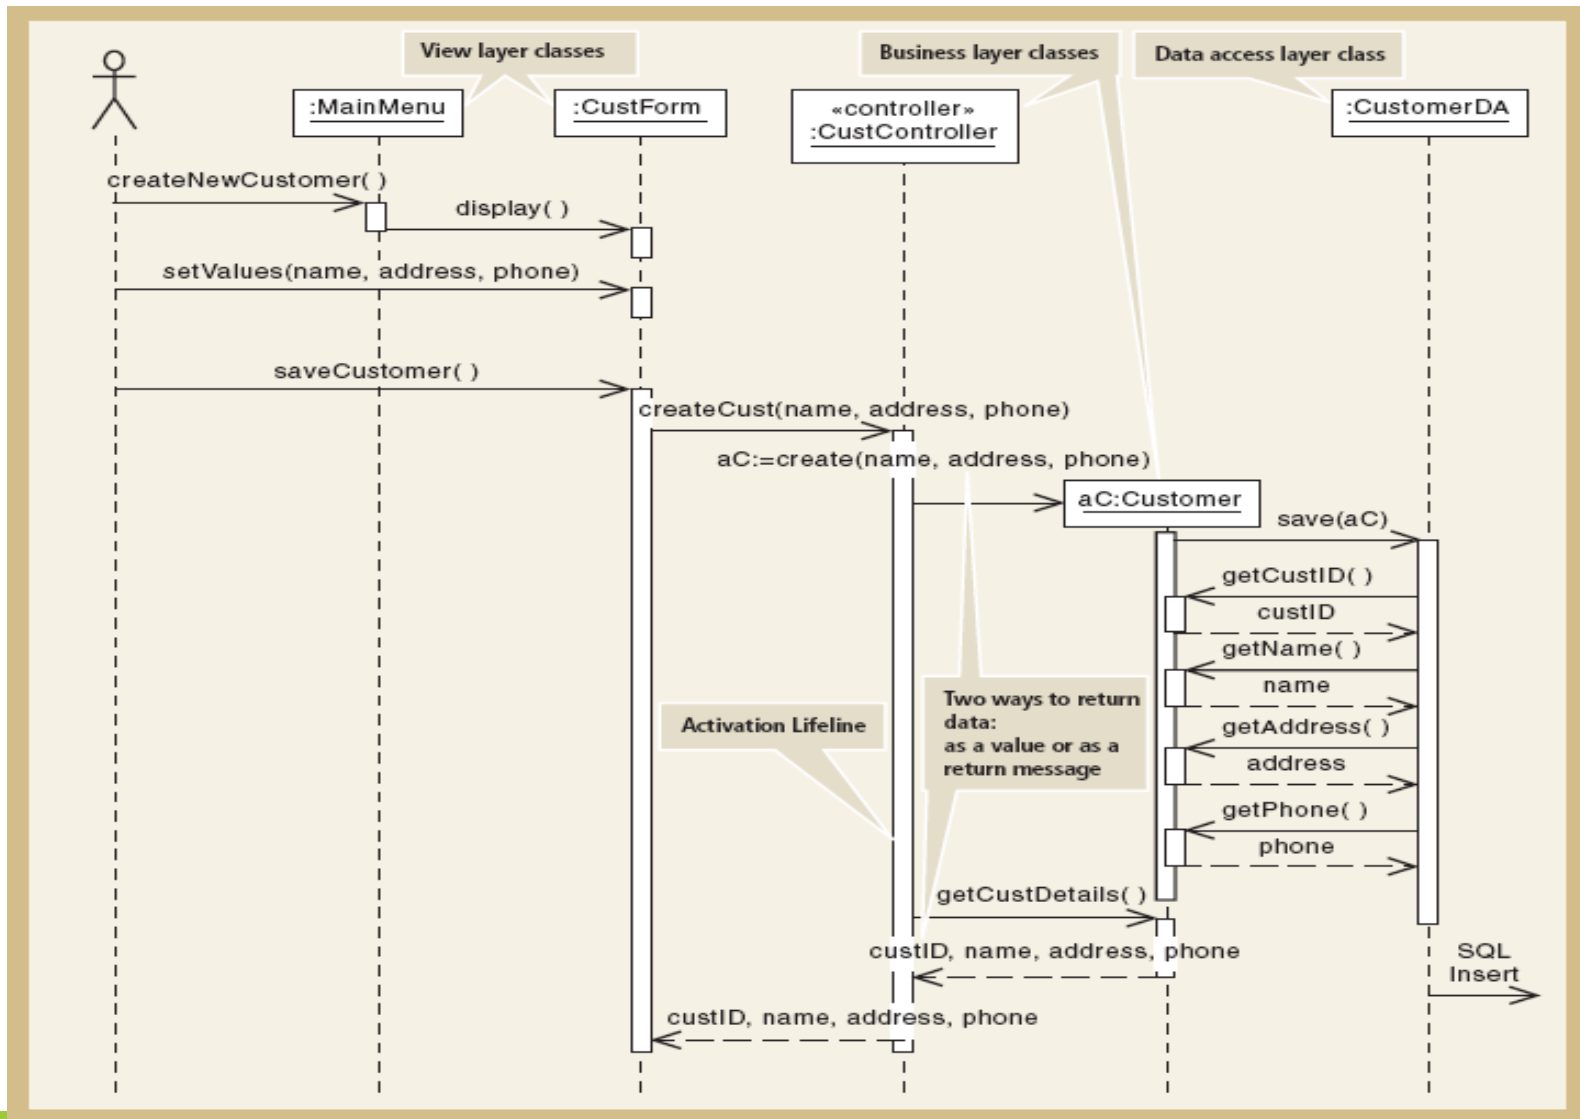 View layer classes
Business layer classes
Data access layer class
:MainMenu
:CustForm
«controller»
:CustController
:CustomerDA
createNewCustomer( )
display( )
setValues(name, address, phone)
saveCustomer( )
createCust(name, address, phone)
aC:=create(name, address, phone)
aC:Customer
save(aC)
getCustID( )
custID
getName( )
name
getAddress( )
address
getPhone( )
phone
Two ways to return
data:
as a value or as a
return message
Activation Lifeline
getCustDetails( )
custID, name, address, phone
SQL
Insert
custID, name, address, phone